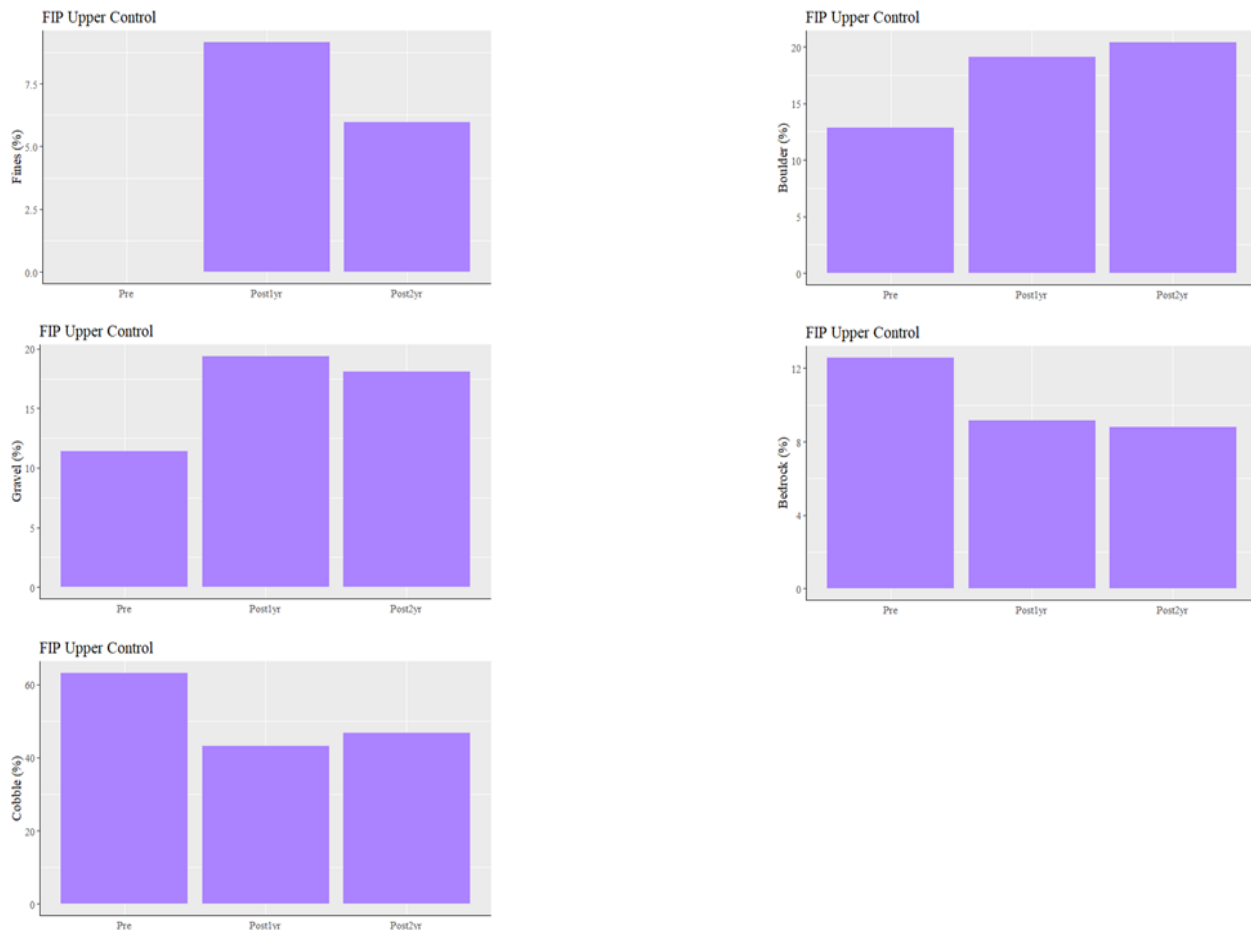 FIP Upper Control
Fines (%)
7.5
5.0
2.5
0.0
Pre Post1yr Post2yr
FIP Upper Control
Boulder (%)
20
15
10
5
0
Pre Post1yr Post2yr
FIP Upper Control
Gravel (%)
20
15
10
5
0
Pre Post1yr Post2yr
FIP Upper Control
Bedrock (%)
12
8
4
0
Pre Post1yr Post2yr
FIP Upper Control
Cobble (%)
60
40
20
0
Pre Post1yr Post2yr